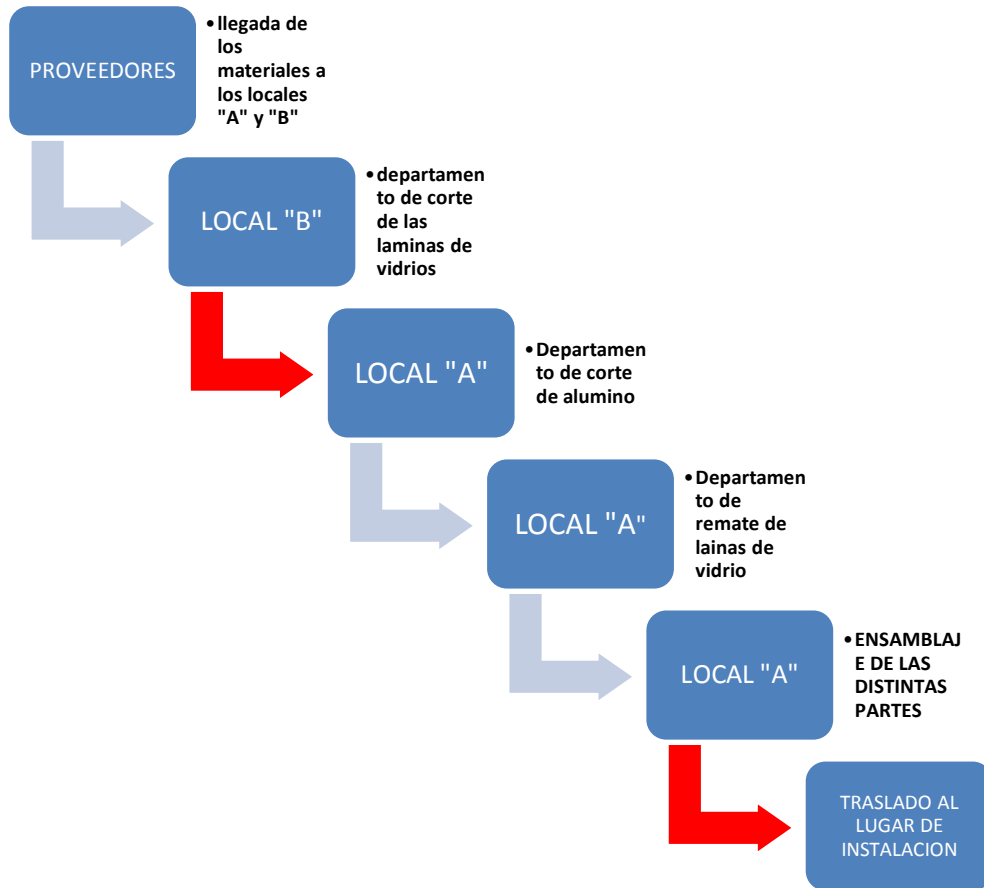 PROVEEDORES
•llegada de
los
materiales a
los locales
"A" y "B"
LOCAL "B"
•departamen
to de corte
de las
laminas de
vidrios
LOCAL "A"
•Departamen
to de corte
de alumino
LOCAL "A"
•Departamen
to de
remate de
lainas de
vidrio
LOCAL "A"
•ENSAMBLAJ
E DE LAS
DISTINTAS
PARTES
TRASLADO AL
LUGAR DE
INSTALACION